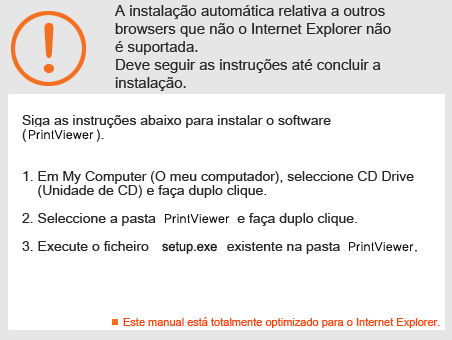 A instalação automática relativa a outros
browsers que não o Internet Explorer não
é suportada.
Deve seguir as instruções até concluir a
instalação.
Siga as instruções abaixo para instalar o software
(PrintViewer).
1. Em My Computer (O meu computador), seleccione CD Drive
(Unidade de CD) e faça duplo clique.
2. Seleccione a pasta PrintViewer e faça duplo clique.
3. Execute o ficheiro setup.exe existente na pasta PrintViewer.
Este manual está totalmente optimizado para o Internet Explorer.